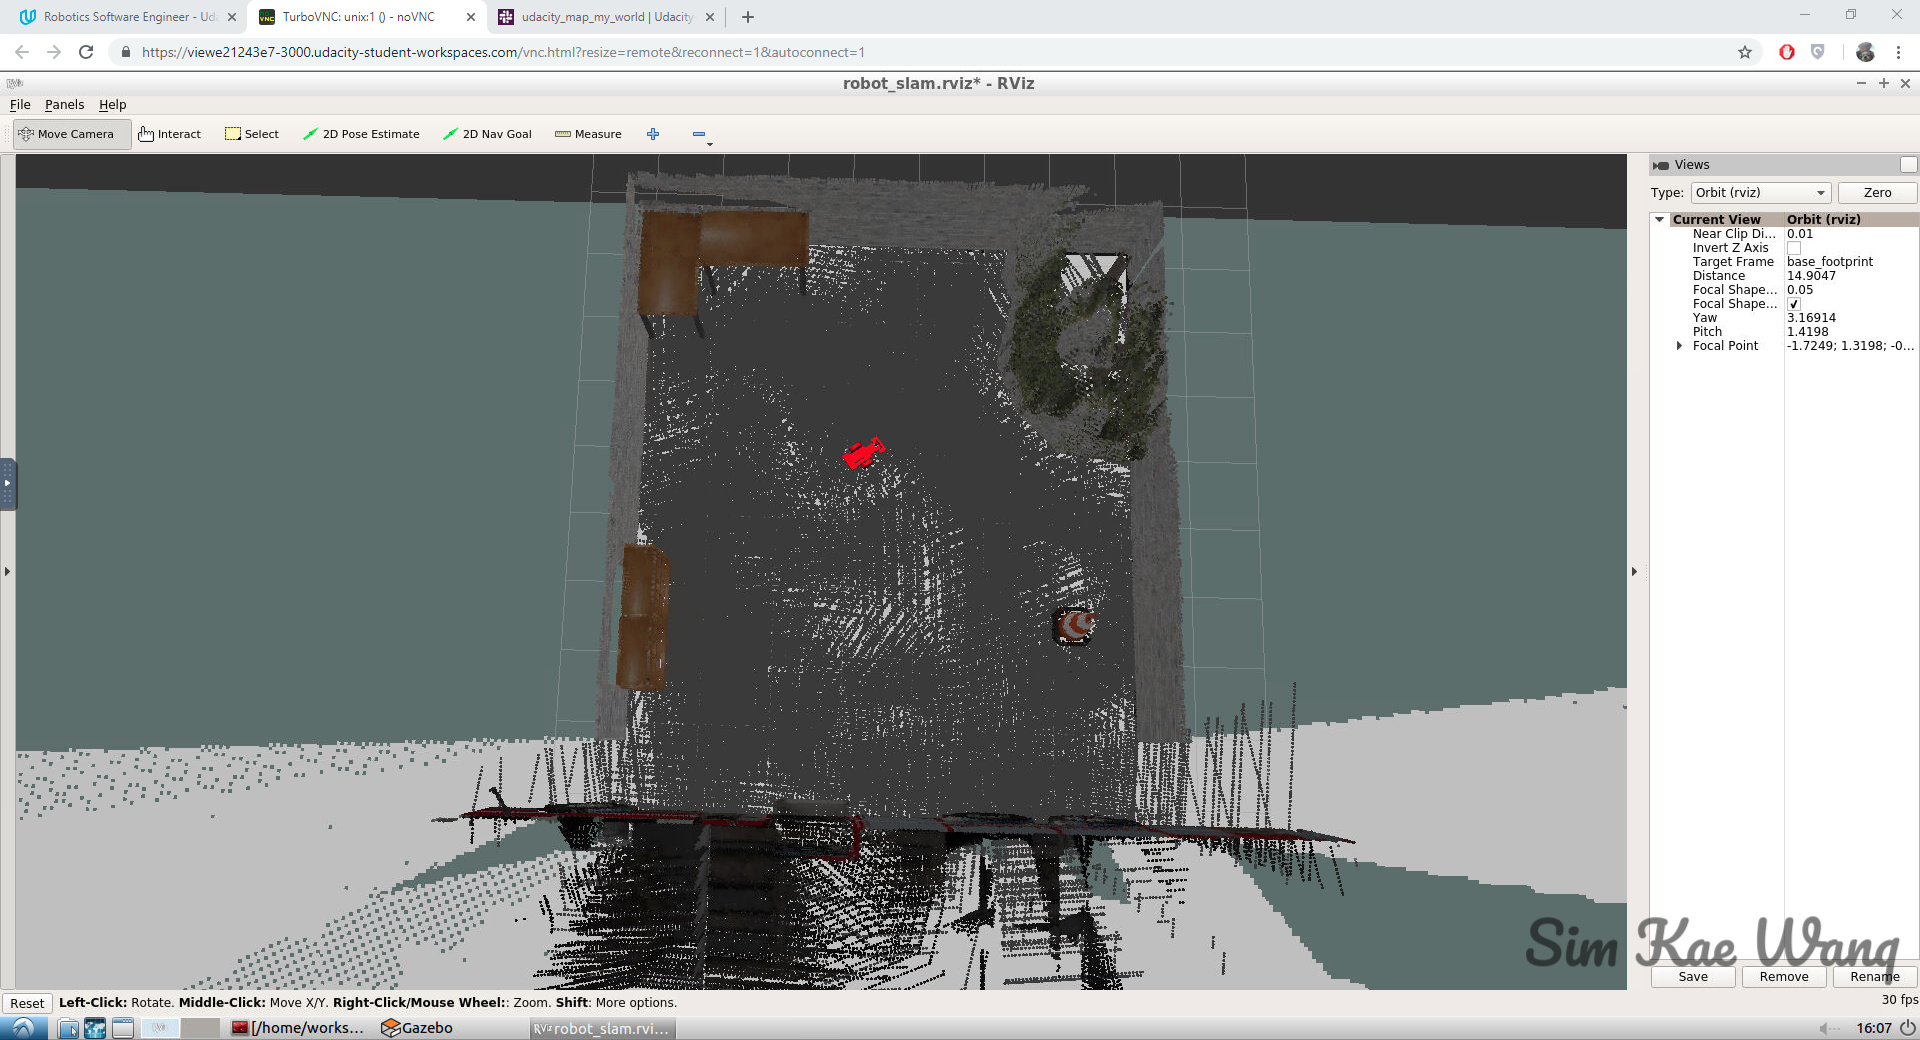 Robotics Software Engineer - Ud
TurboVNC: unix:1 () - noVNC
udacity_map_my_world | Udacity
https://viewe21243e7-3000.udacity-student-workspaces.com/vnc.html?resize=remote&reconnect=1&autoconnect=1
RViz
robot_slam.rviz* - RViz
File Panels Help
Move Camera Interact Select 2D Pose Estimate 2D Nav Goal Measure
Views
Type: Orbit (rviz) Zero
Current View Orbit (rviz)
Near Clip Di... 0.01
Invert Z Axis
Target Frame base_footprint
Distance 14.9047
Focal Shape... 0.05
Focal Shape...
Yaw 3.16914
Pitch 1.4198
Focal Point -1.7249; 1.3198; -0...
Sim Kae Wang
Save Remove Rename
Reset Left-Click: Rotate. Middle-Click: Move X/Y. Right-Click/Mouse Wheel:: Zoom. Shift: More options.
30 fps
[/home/works...
Gazebo
RViz robot_slam.rvi...
16:07